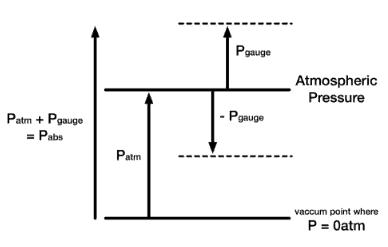 Pgauge
Atmospheric
Pressure
Patm + Pgauge
= Pabs
- Pgauge
Patm
vaccum point where
P = 0atm